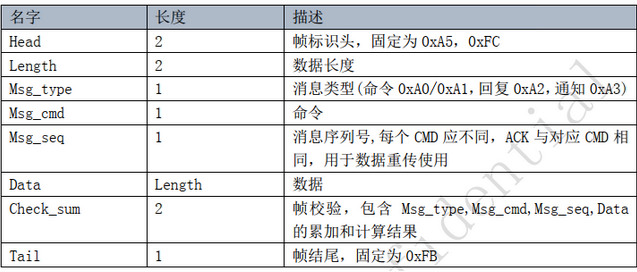 名字 长度 描述
Head 2 帧标识头，固定为 0xA5，0xFC
Length 2 数据长度
Msg_type 1 消息类型(命令 0xA0/0xA1，回复 0xA2，通知 0xA3)
Msg_cmd 1 命令
Msg_seq 1 消息序列号,每个 CMD 应不同，ACK 与对应 CMD 相
同，用于数据重传使用
Data Length 数据
Check_sum 2 帧校验，包含 Msg_type,Msg_cmd,Msg_seq,Data
的累加和计算结果
Tail 1 帧结尾，固定为 0xFB
fidential